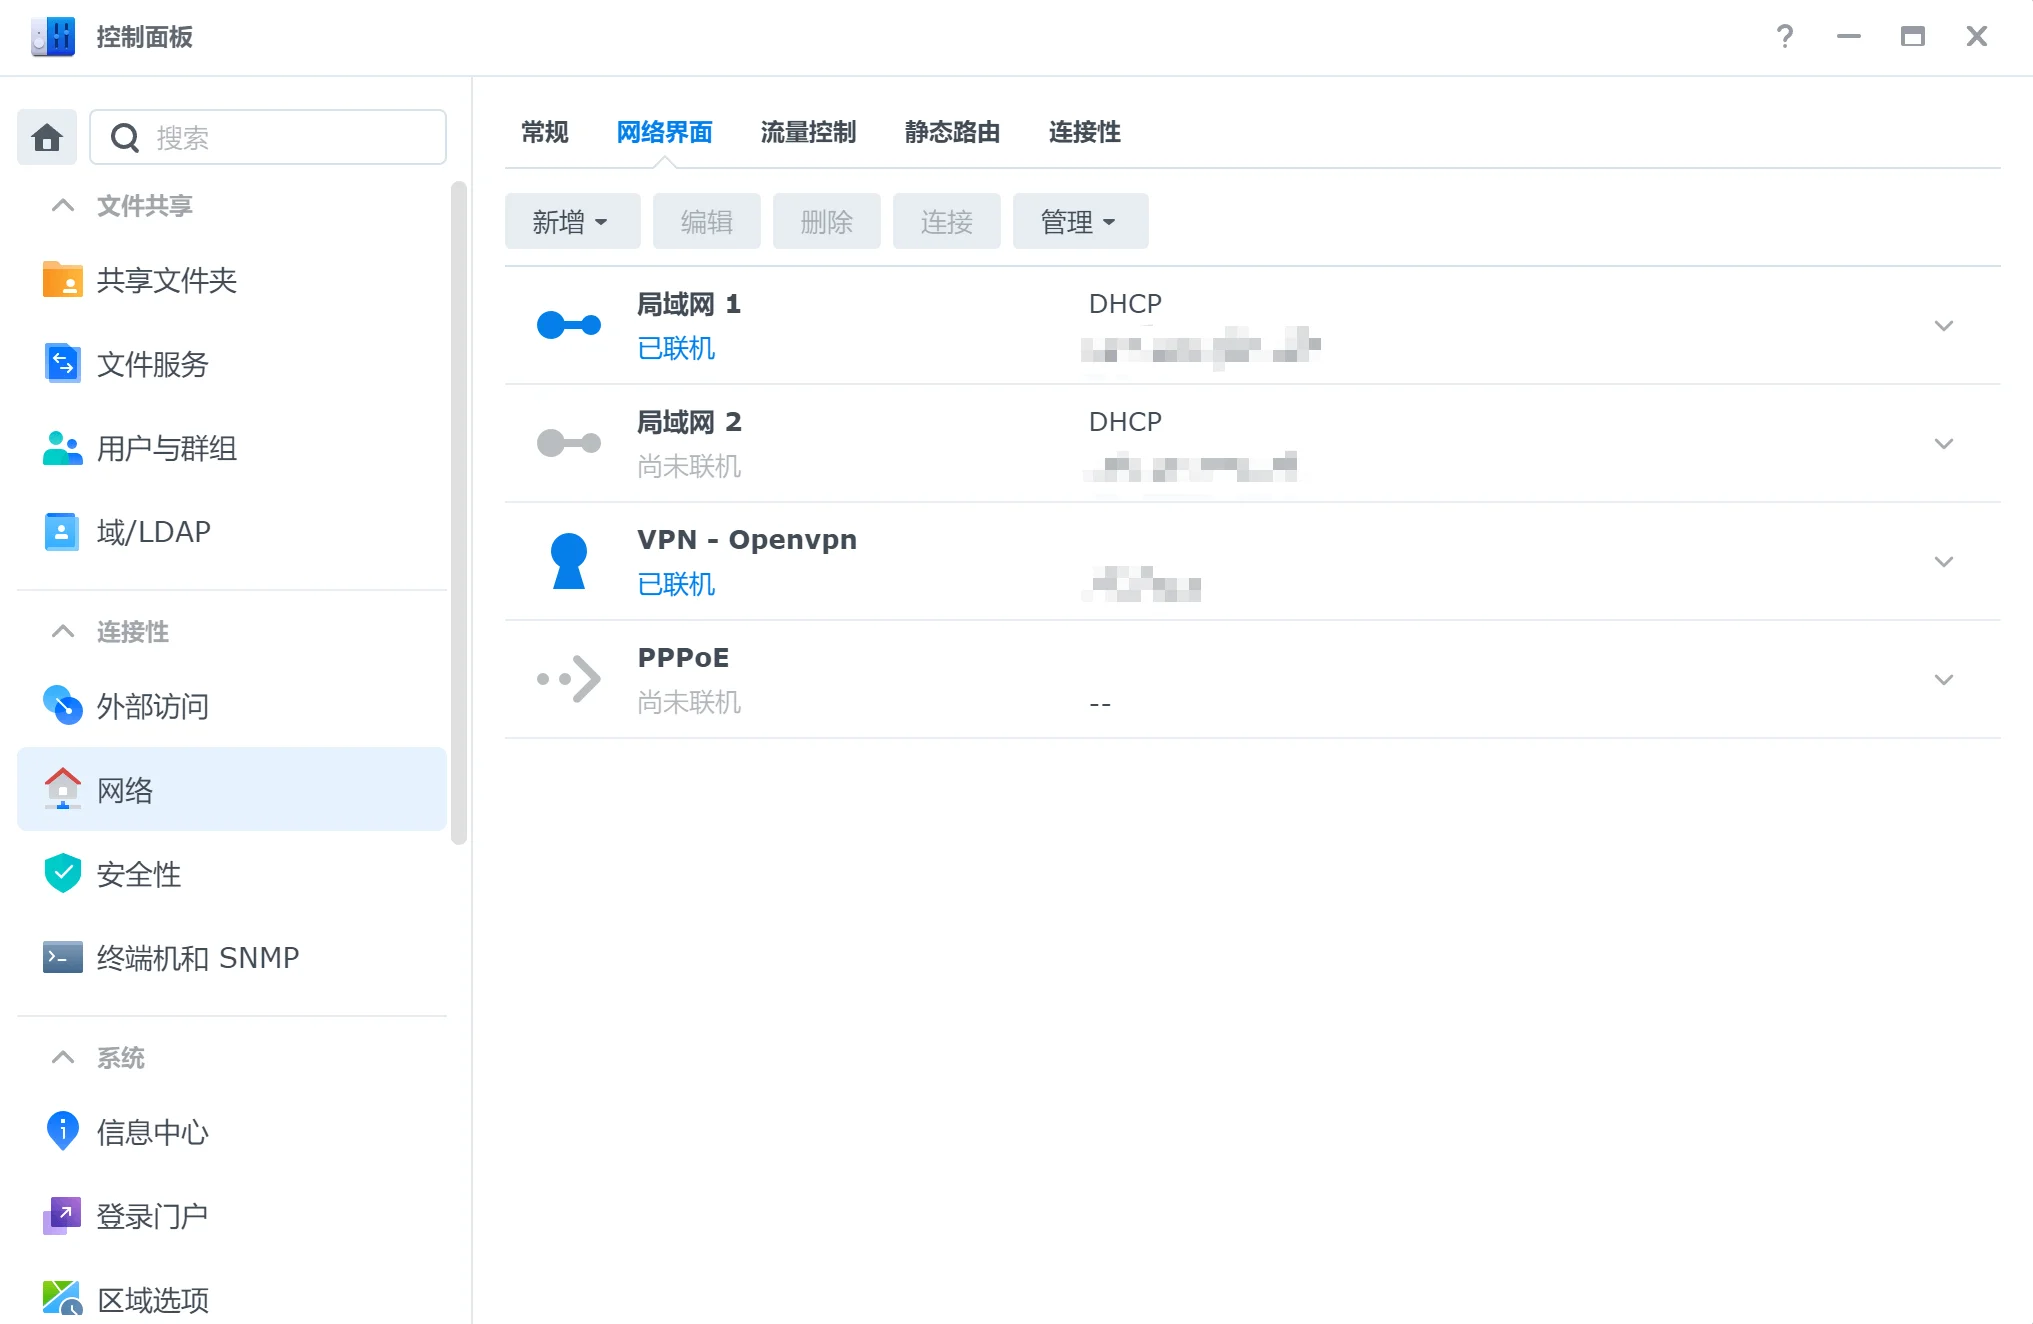 控制面板
搜索
文件共享
共享文件夹
文件服务
用户与群组
域/LDAP
连接性
外部访问
网络
安全性
终端机和 SNMP
系统
信息中心
登录门户
区域选项
常规 网络界面 流量控制 静态路由 连接性
新增 编辑 删除 连接 管理
局域网 1 DHCP
已联机
局域网 2 DHCP
尚未联机
VPN - Openvpn
已联机
PPPoE
尚未联机 --